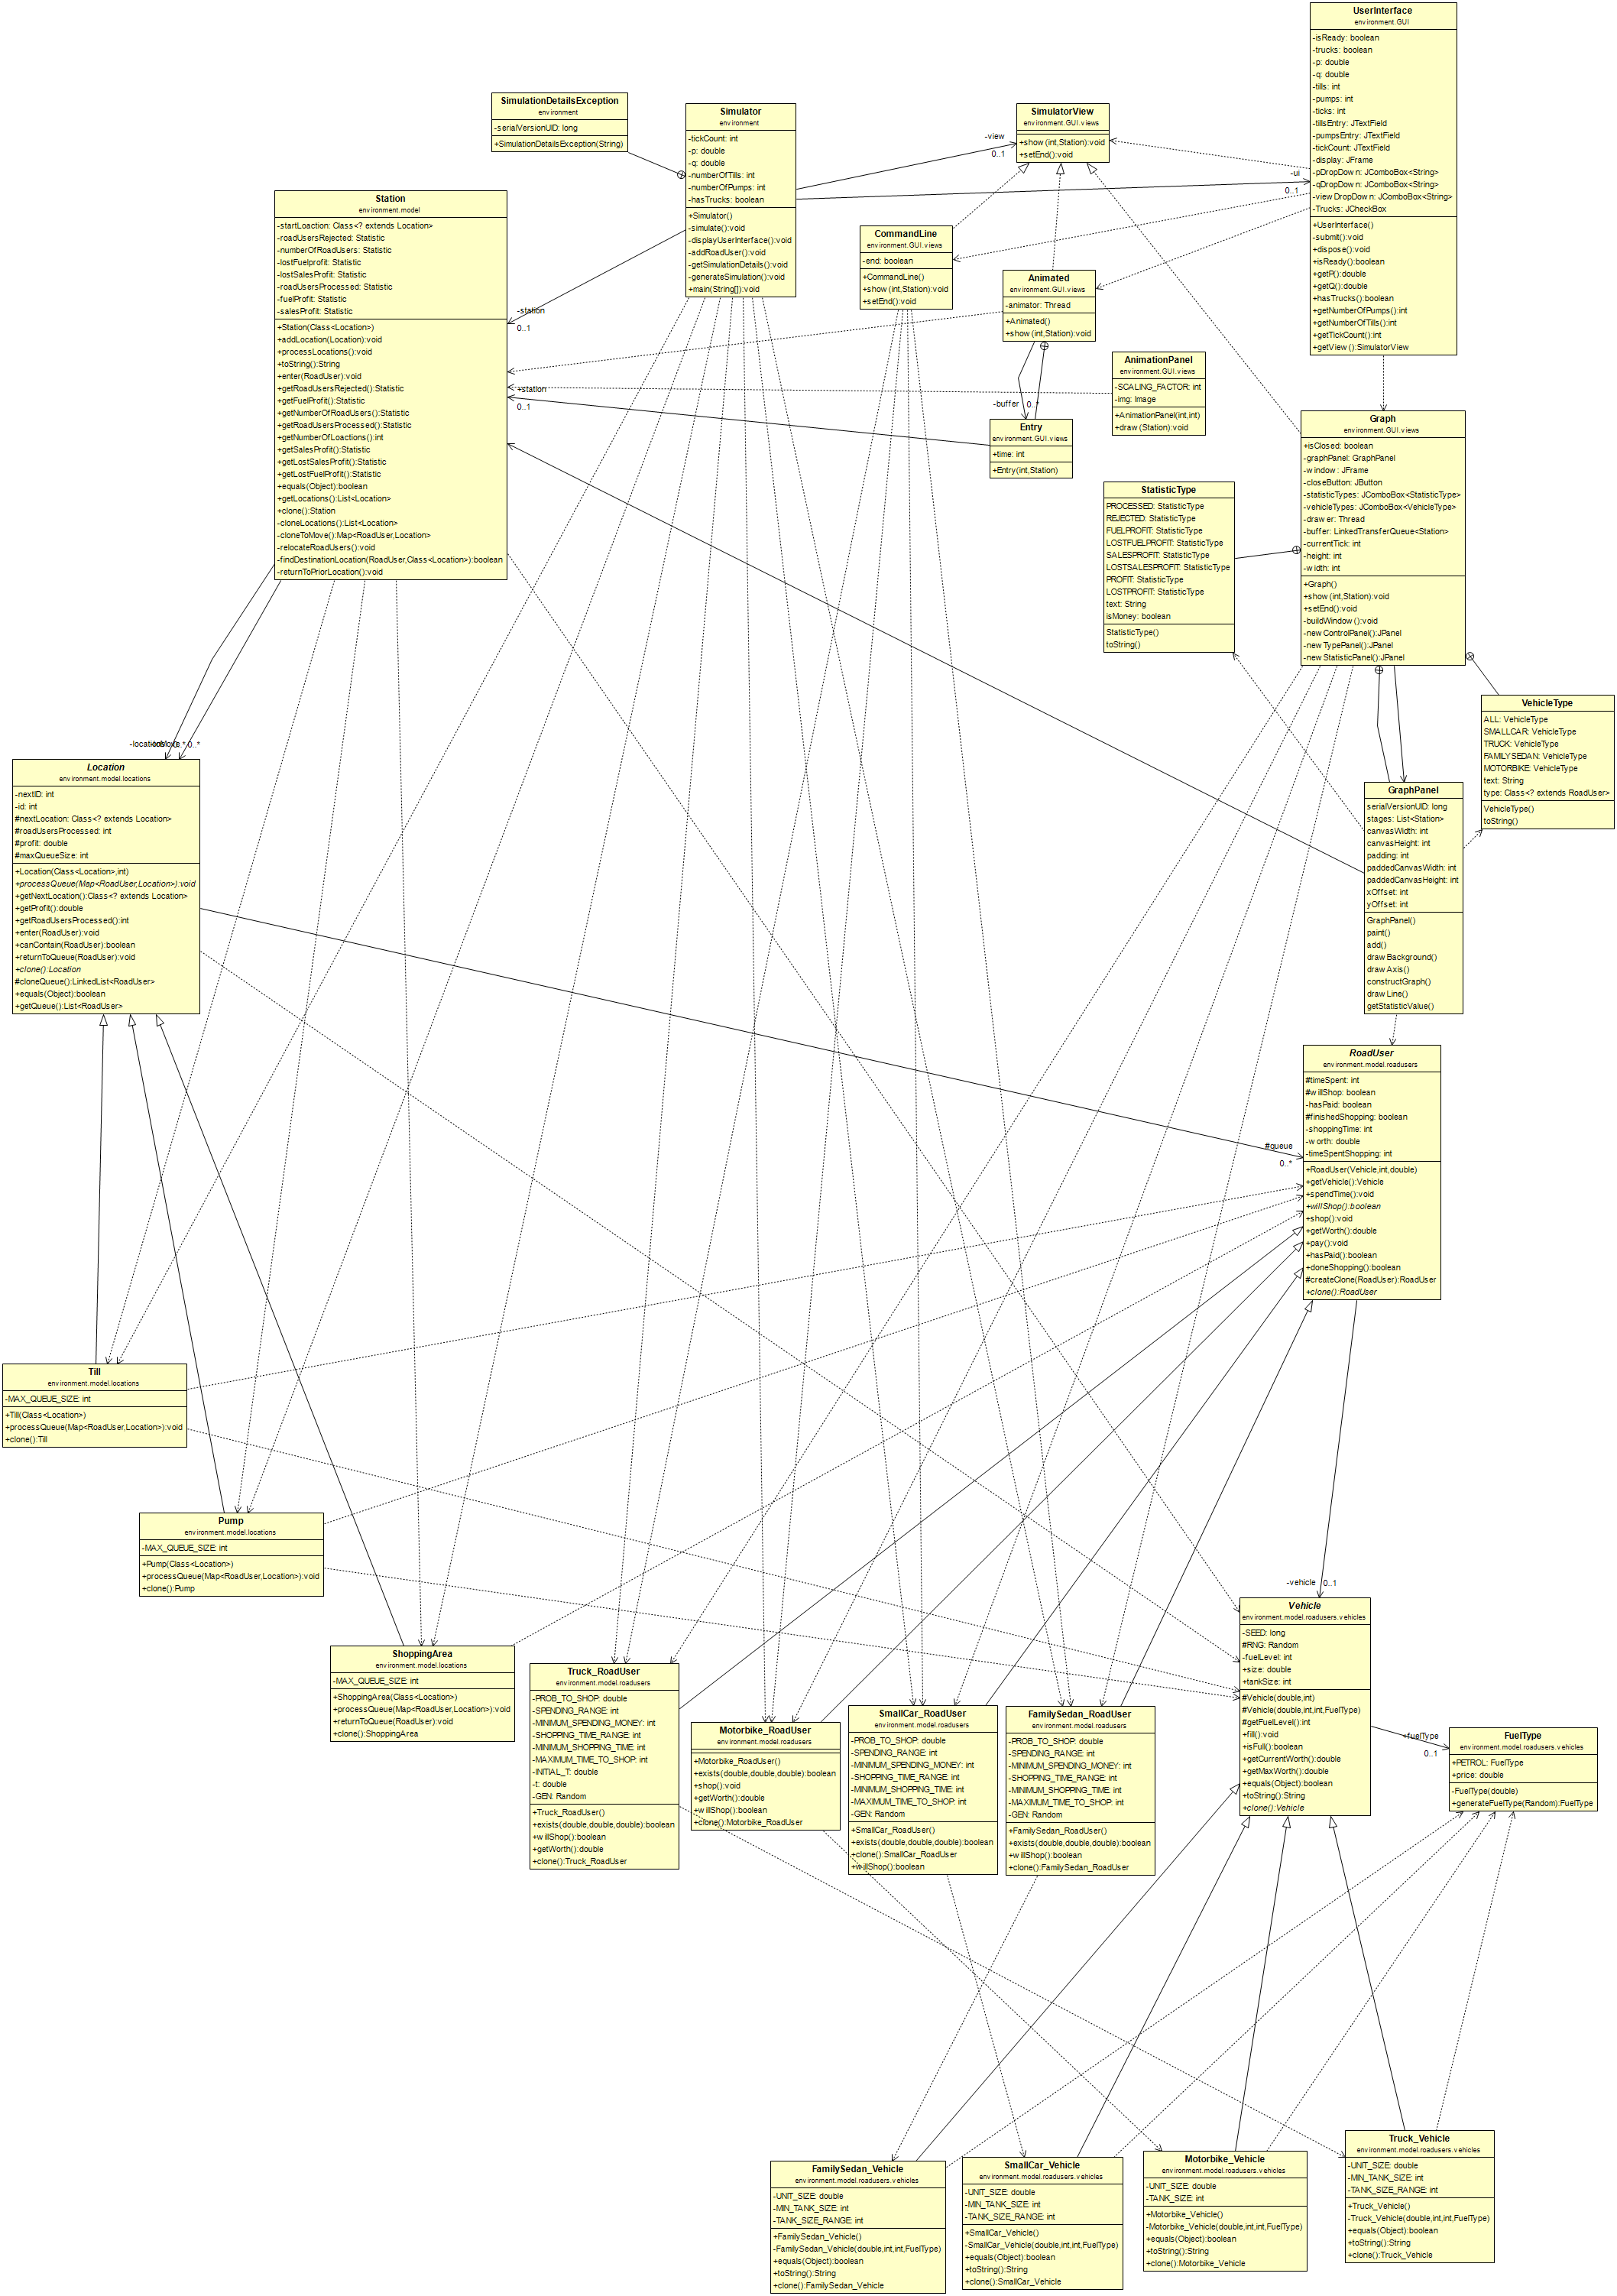 UserInterface
environment.GUI
-isReady: boolean
-trucks: boolean
-p: double
-q: double
-tills: int
-pumps: int
-ticks: int
-tillsEntry: JTextField
-pumpsEntry: JTextField
-tickCount: JTextField
-display: JFrame
-pDropDown: JComboBox<String>
-qDropDown: JComboBox<String>
-viewDropDown: JComboBox<String>
-Trucks: JCheckBox
+UserInterface()
-submit():void
+dispose():void
+isReady():boolean
+getP():double
+getQ():double
+hasTrucks():boolean
+getNumberOfPumps():int
+getNumberOfTills():int
+getTickCount():int
+getView():SimulatorView
SimulationDetailsException
environment
-serialVersionUID: long
+SimulationDetailsException(String)
Simulator
environment
-tickCount: int
-p: double
-q: double
-numberOfTills: int
-numberOfPumps: int
-hasTrucks: boolean
+Simulator()
-simulate():void
-displayUserInterface():void
-addRoadUser():void
-getSimulationDetails():void
-generateSimulation():void
+main(String[]):void
-view
0..1
-ui
0..1
SimulatorView
environment.GUI.views
+show(int,Station):void
+setEnd():void
Station
environment.model
-startLoaction: Class<? extends Location>
-roadUsersRejected: Statistic
-numberOfRoadUsers: Statistic
-lostFuelprofit: Statistic
-lostSalesProfit: Statistic
-roadUsersProcessed: Statistic
-fuelProfit: Statistic
-salesProfit: Statistic
+Station(Class<Location>)
+addLocation(Location):void
+processLocations():void
+toString():String
+enter(RoadUser):void
+getRoadUsersRejected():Statistic
+getFuelProfit():Statistic
+getNumberOfRoadUsers():Statistic
+getRoadUsersProcessed():Statistic
+getNumberOfLoactions():int
+getSalesProfit():Statistic
+getLostSalesProfit():Statistic
+getLostFuelProfit():Statistic
+equals(Object):boolean
+getLocations():List<Location>
+clone():Station
-cloneLocations():List<Location>
-cloneToMove():Map<RoadUser,Location>
-relocateRoadUsers():void
-findDestinationLocation(RoadUser,Class<Location>):boolean
-returnToPriorLocation():void
-station
0..1
+station
0..1
CommandLine
environment.GUI.views
-end: boolean
+CommandLine()
+show(int,Station):void
+setEnd():void
Animated
environment.GUI.views
-animator: Thread
+Animated()
+show(int,Station):void
-buffer
0..*
AnimationPanel
environment.GUI.views
-SCALING_FACTOR: int
-img: Image
+AnimationPanel(int,int)
+draw(Station):void
Entry
environment.GUI.views
+time: int
+Entry(int,Station)
Graph
environment.GUI.views
+isClosed: boolean
-graphPanel: GraphPanel
-window: JFrame
-closeButton: JButton
-statisticTypes: JComboBox<StatisticType>
-vehicleTypes: JComboBox<VehicleType>
-drawer: Thread
-buffer: LinkedTransferQueue<Station>
-currentTick: int
-height: int
-width: int
+Graph()
+show(int,Station):void
+setEnd():void
-buildWindow():void
-newControlPanel():JPanel
-newTypePanel():JPanel
-newStatisticPanel():JPanel
StatisticType
environment.GUI.views
PROCESSED: StatisticType
REJECTED: StatisticType
FUELPROFIT: StatisticType
LOSTFUELPROFIT: StatisticType
SALESPROFIT: StatisticType
LOSTSALESPROFIT: StatisticType
PROFIT: StatisticType
LOSTPROFIT: StatisticType
text: String
isMoney: boolean
StatisticType()
toString()
VehicleType
environment.GUI.views
ALL: VehicleType
SMALLCAR: VehicleType
TRUCK: VehicleType
FAMILYSEDAN: VehicleType
MOTORBIKE: VehicleType
text: String
type: Class<? extends RoadUser>
VehicleType()
toString()
GraphPanel
environment.GUI.views
serialVersionUID: long
stages: List<Station>
canvasWidth: int
canvasHeight: int
padding: int
paddedCanvasWidth: int
paddedCanvasHeight: int
xOffset: int
yOffset: int
GraphPanel()
paint()
add()
drawBackground()
drawAxis()
constructGraph()
drawLine()
getStatisticValue()
0..*
Location
environment.model.locations
-nextID: int
-id: int
#nextLocation: Class<? extends Location>
#roadUsersProcessed: int
#profit: double
#maxQueueSize: int
+Location(Class<Location>,int)
+processQueue(Map<RoadUser,Location>):void
+getNextLocation():Class<? extends Location>
+getProfit():double
+getRoadUsersProcessed():int
+enter(RoadUser):void
+canContain(RoadUser):boolean
+returnToQueue(RoadUser):void
+clone():Location
#cloneQueue():LinkedList<RoadUser>
+equals(Object):boolean
+getQueue():List<RoadUser>
#queue
0..*
RoadUser
environment.model.roadusers
#timeSpent: int
#willShop: boolean
-hasPaid: boolean
#finishedShopping: boolean
-shoppingTime: int
-worth: double
-timeSpentShopping: int
+RoadUser(Vehicle,int,double)
+getVehicle():Vehicle
+spendTime():void
+willShop():boolean
+shop():void
+getWorth():double
+pay():void
+hasPaid():boolean
+doneShopping():boolean
#createClone(RoadUser):RoadUser
+clone():RoadUser
Till
environment.model.locations
-MAX_QUEUE_SIZE: int
+Till(Class<Location>)
+processQueue(Map<RoadUser,Location>):void
+clone():Till
Pump
environment.model.locations
-MAX_QUEUE_SIZE: int
+Pump(Class<Location>)
+processQueue(Map<RoadUser,Location>):void
+clone():Pump
ShoppingArea
environment.model.locations
-MAX_QUEUE_SIZE: int
+ShoppingArea(Class<Location>)
+processQueue(Map<RoadUser,Location>):void
+returnToQueue(RoadUser):void
+clone():ShoppingArea
Truck_RoadUser
environment.model.roadusers
-PROB_TO_SHOP: double
-SPENDING_RANGE: int
-MINIMUM_SPENDING_MONEY: int
-SHOPPING_TIME_RANGE: int
-MINIMUM_SHOPPING_TIME: int
-MAXIMUM_TIME_TO_SHOP: int
-INITIAL_T: double
-t: double
-GEN: Random
+Truck_RoadUser()
+exists(double,double,double):boolean
+willShop():boolean
+getWorth():double
+clone():Truck_RoadUser
Motorbike_RoadUser
environment.model.roadusers
+Motorbike_RoadUser()
+exists(double,double,double):boolean
+shop():void
+getWorth():double
+willShop():boolean
+clone():Motorbike_RoadUser
SmallCar_RoadUser
environment.model.roadusers
-PROB_TO_SHOP: double
-SPENDING_RANGE: int
-MINIMUM_SPENDING_MONEY: int
-SHOPPING_TIME_RANGE: int
-MINIMUM_SHOPPING_TIME: int
-MAXIMUM_TIME_TO_SHOP: int
-GEN: Random
+SmallCar_RoadUser()
+exists(double,double,double):boolean
+clone():SmallCar_RoadUser
+willShop():boolean
FamilySedan_RoadUser
environment.model.roadusers
-PROB_TO_SHOP: double
-SPENDING_RANGE: int
-MINIMUM_SPENDING_MONEY: int
-SHOPPING_TIME_RANGE: int
-MINIMUM_SHOPPING_TIME: int
-MAXIMUM_TIME_TO_SHOP: int
-GEN: Random
+FamilySedan_RoadUser()
+exists(double,double,double):boolean
+willShop():boolean
+clone():FamilySedan_RoadUser
-vehicle
0..1
Vehicle
environment.model.roadusers.vehicles
-SEED: long
#RNG: Random
-fuelLevel: int
+size: double
+tankSize: int
#Vehicle(double,int)
#Vehicle(double,int,int,FuelType)
#getFuelLevel():int
+fill():void
+isFull():boolean
+getCurrentWorth():double
+getMaxWorth():double
+equals(Object):boolean
+toString():String
+clone():Vehicle
+fuelType
0..1
FuelType
environment.model.roadusers.vehicles
+PETROL: FuelType
+price: double
-FuelType(double)
+generateFuelType(Random):FuelType
FamilySedan_Vehicle
environment.model.roadusers.vehicles
-UNIT_SIZE: double
-MIN_TANK_SIZE: int
-TANK_SIZE_RANGE: int
+FamilySedan_Vehicle()
-FamilySedan_Vehicle(double,int,int,FuelType)
+equals(Object):boolean
+toString():String
+clone():FamilySedan_Vehicle
SmallCar_Vehicle
environment.model.roadusers.vehicles
-UNIT_SIZE: double
-MIN_TANK_SIZE: int
-TANK_SIZE_RANGE: int
+SmallCar_Vehicle()
-SmallCar_Vehicle(double,int,int,FuelType)
+equals(Object):boolean
+toString():String
+clone():SmallCar_Vehicle
Motorbike_Vehicle
environment.model.roadusers.vehicles
-UNIT_SIZE: double
-TANK_SIZE: int
+Motorbike_Vehicle()
-Motorbike_Vehicle(double,int,int,FuelType)
+equals(Object):boolean
+toString():String
+clone():Motorbike_Vehicle
Truck_Vehicle
environment.model.roadusers.vehicles
-UNIT_SIZE: double
-MIN_TANK_SIZE: int
-TANK_SIZE_RANGE: int
+Truck_Vehicle()
-Truck_Vehicle(double,int,int,FuelType)
+equals(Object):boolean
+toString():String
+clone():Truck_Vehicle